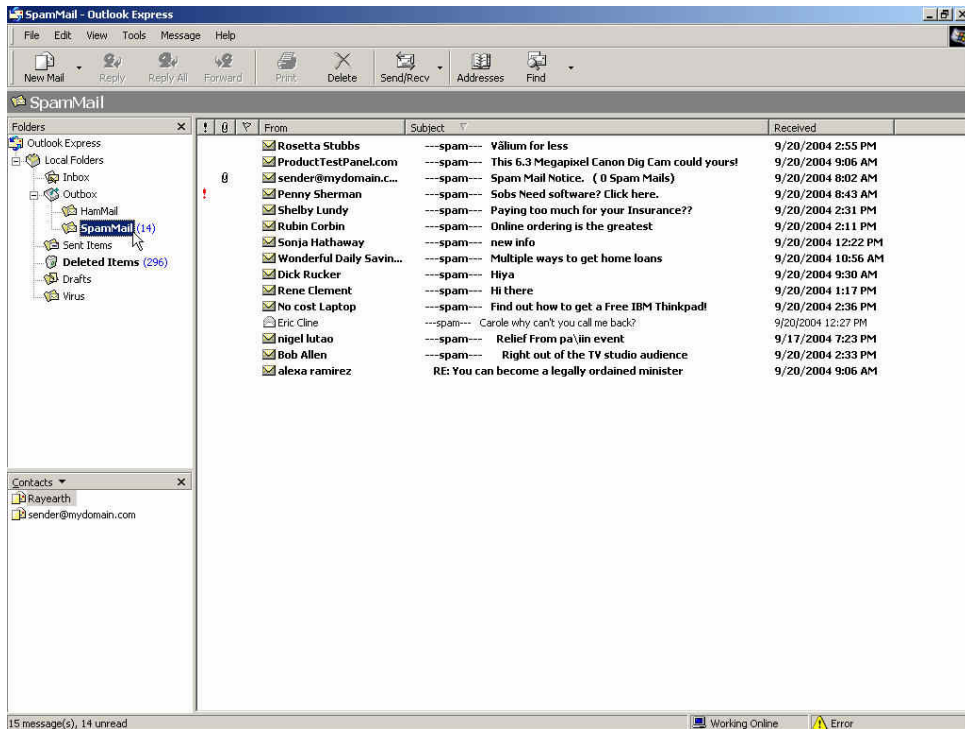 SpamMail - Outlook Express
File Edit View Tools Message Help
New Mail Reply Reply All Forward Print Delete Send/Recv Addresses Find
SpamMail
Folders
Outlook Express
Local Folders
Inbox
Outbox
HamMail
SpamMail (14)
Sent Items
Deleted Items (296)
Drafts
Virus
Contacts
Rayearth
sender@mydomain.com
! From Subject Received
Rosetta Stubbs ---spam--- Vâlium for less 9/20/2004 2:55 PM
ProductTestPanel.com ---spam--- This 6.3 Megapixel Canon Dig Cam could yours! 9/20/2004 9:06 AM
sender@mydomain.c... ---spam--- Spam Mail Notice. ( 0 Spam Mails) 9/20/2004 8:02 AM
! Penny Sherman ---spam--- Sobs Need software? Click here. 9/20/2004 8:43 AM
Shelby Lundy ---spam--- Paying too much for your Insurance?? 9/20/2004 2:31 PM
Rubin Corbin ---spam--- Online ordering is the greatest 9/20/2004 2:11 PM
Sonja Hathaway ---spam--- new info 9/20/2004 12:22 PM
Wonderful Daily Savin... ---spam--- Multiple ways to get home loans 9/20/2004 10:56 AM
Dick Rucker ---spam--- Hiya 9/20/2004 9:30 AM
Rene Clement ---spam--- Hi there 9/20/2004 1:17 PM
No cost Laptop ---spam--- Find out how to get a Free IBM Thinkpad! 9/20/2004 2:36 PM
Eric Cline ---spam--- Carole why can't you call me back? 9/20/2004 12:27 PM
nigel lutao ---spam--- Relief From pa\iin event 9/17/2004 7:23 PM
Bob Allen ---spam--- Right out of the TV studio audience 9/20/2004 2:33 PM
alexa ramirez RE: You can become a legally ordained minister 9/20/2004 9:06 AM
15 message(s), 14 unread Working Online Error